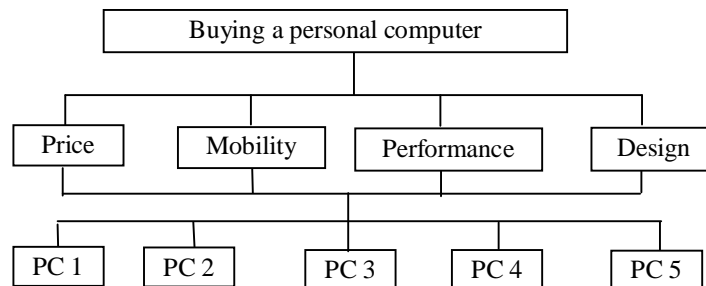 Buying a personal computer
Price Mobility Performance Design
PC 1 PC 2 PC 3 PC 4 PC 5